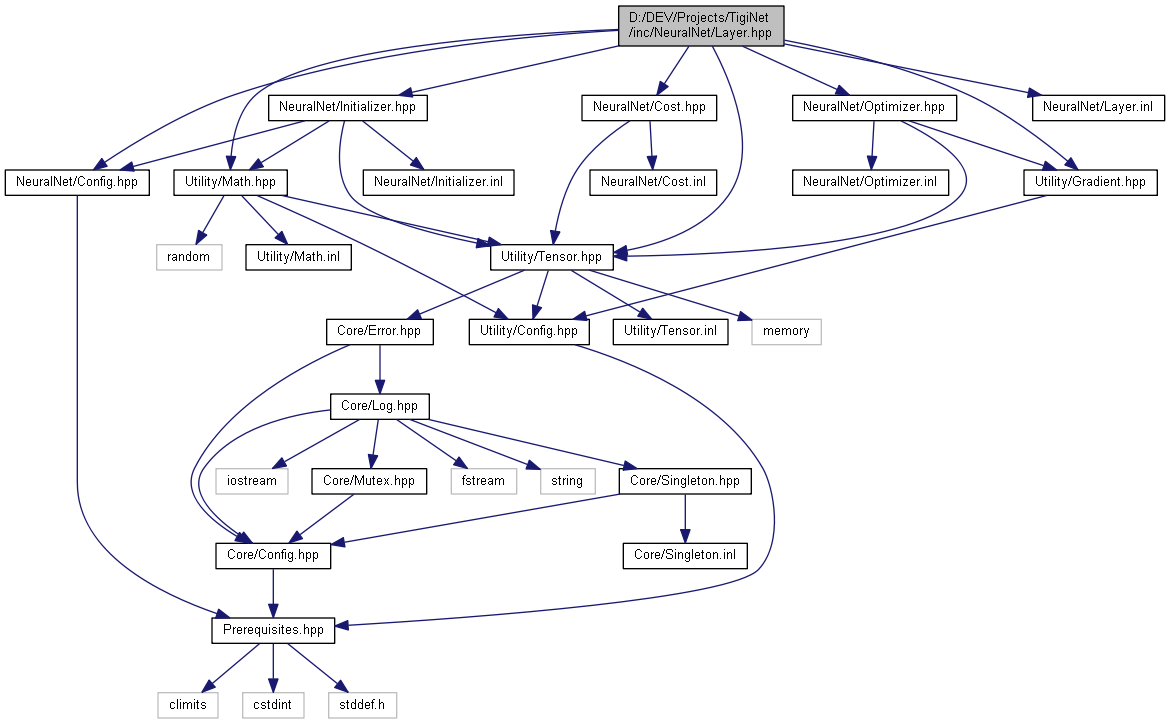 D:/DEV/Projects/TigiNet
/inc/NeuralNet/Layer.hpp
NeuralNet/Initializer.hpp
NeuralNet/Cost.hpp
NeuralNet/Optimizer.hpp
NeuralNet/Layer.inl
NeuralNet/Config.hpp
Utility/Math.hpp
NeuralNet/Initializer.inl
NeuralNet/Cost.inl
NeuralNet/Optimizer.inl
Utility/Gradient.hpp
random
Utility/Math.inl
Utility/Tensor.hpp
Core/Error.hpp
Utility/Config.hpp
Utility/Tensor.inl
memory
Core/Log.hpp
iostream
Core/Mutex.hpp
fstream
string
Core/Singleton.hpp
Core/Config.hpp
Core/Singleton.inl
Prerequisites.hpp
climits
cstdint
stddef.h